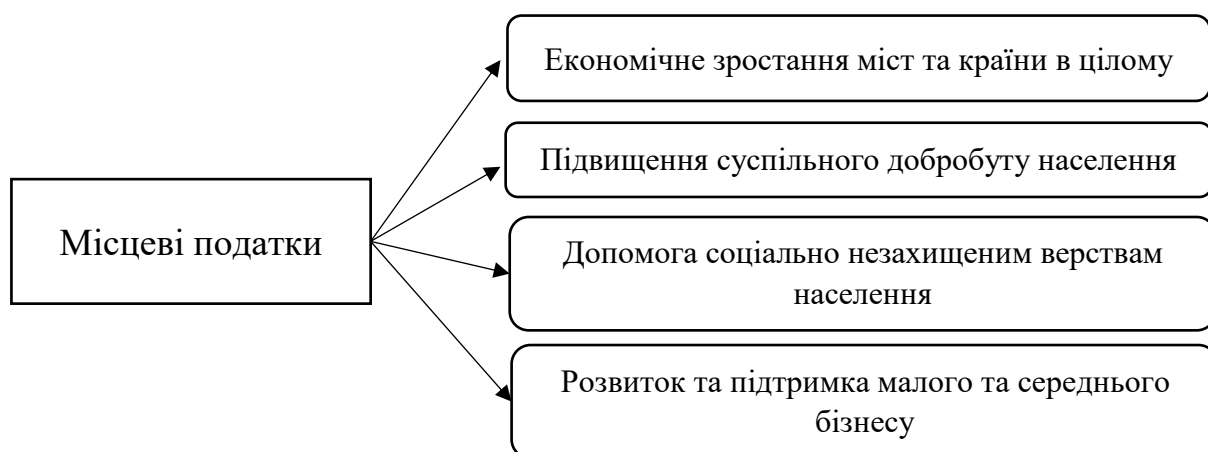 Економічне зростання міст та країни в цілому
Підвищення суспільного добробуту населення
Місцеві податки
Допомога соціально незахищеним верствам
населення
Розвиток та підтримка малого та середнього
бізнесу